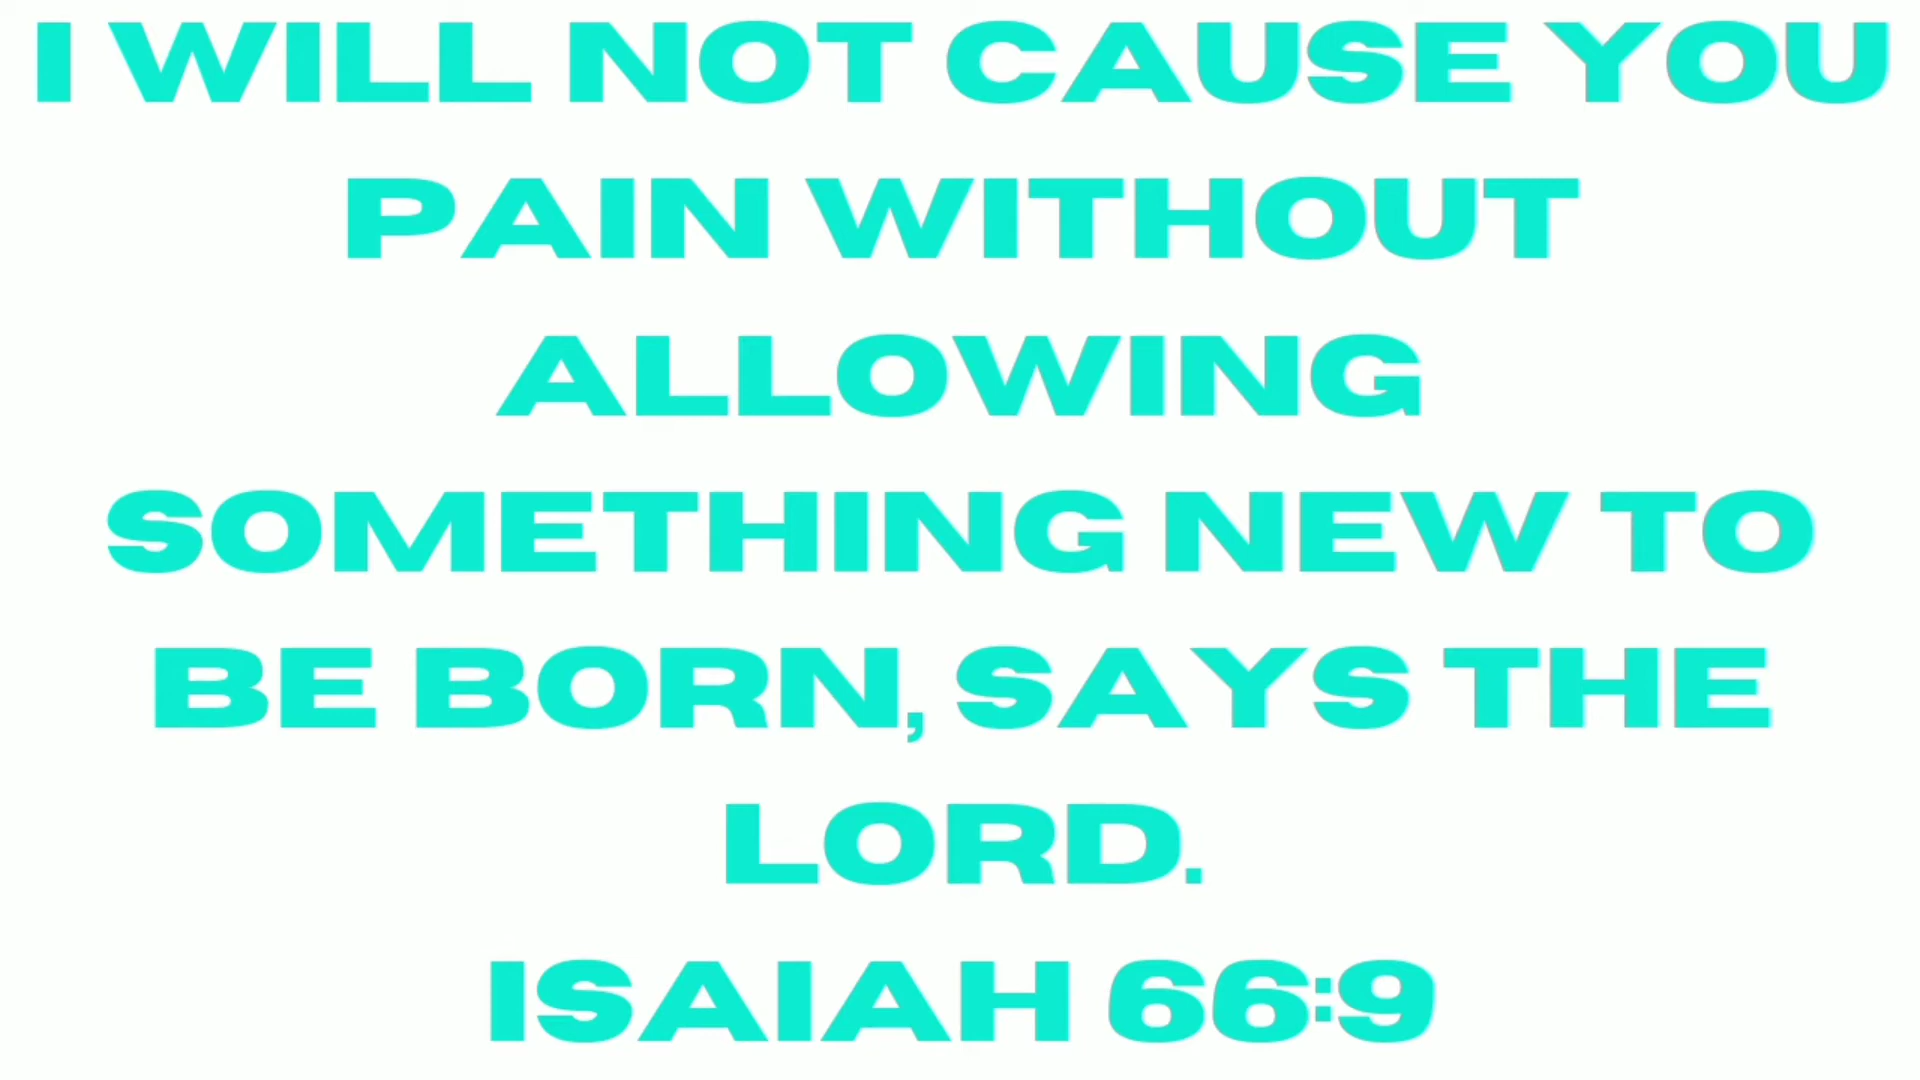 I WILL NOT CAUSE YOU
PAIN WITHOUT
ALLOWING
SOMETHING NEW TO
BE BORN, SAYS THE
LORD.
ISAIAH 66:9